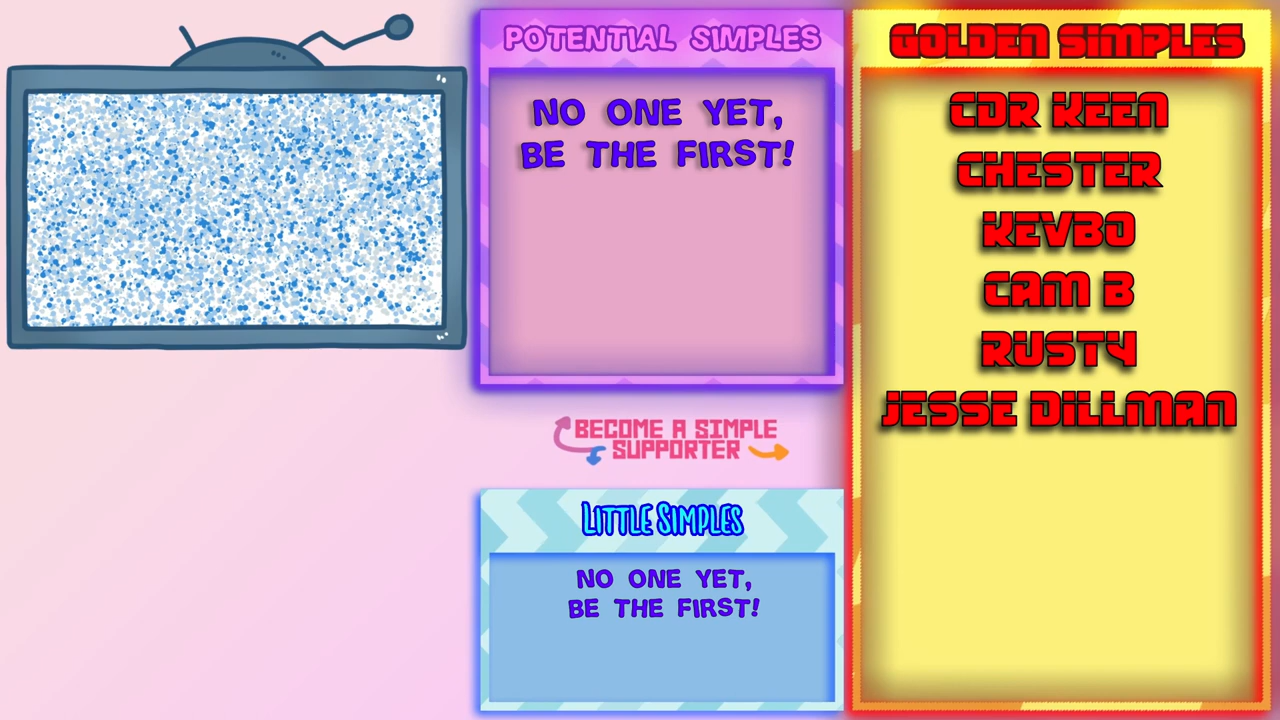 POTENTIAL SIMPLES
NO ONE YET,
BE THE FIRST!
BECOME A SIMPLE
SUPPORTER
LITTLE SIMPLES
NO ONE YET,
BE THE FIRST!
GOLDEN SIMPLES
CDR KEEN
CHESTER
KEVBO
CAM B
RUSTY
JESSE DILLMAN